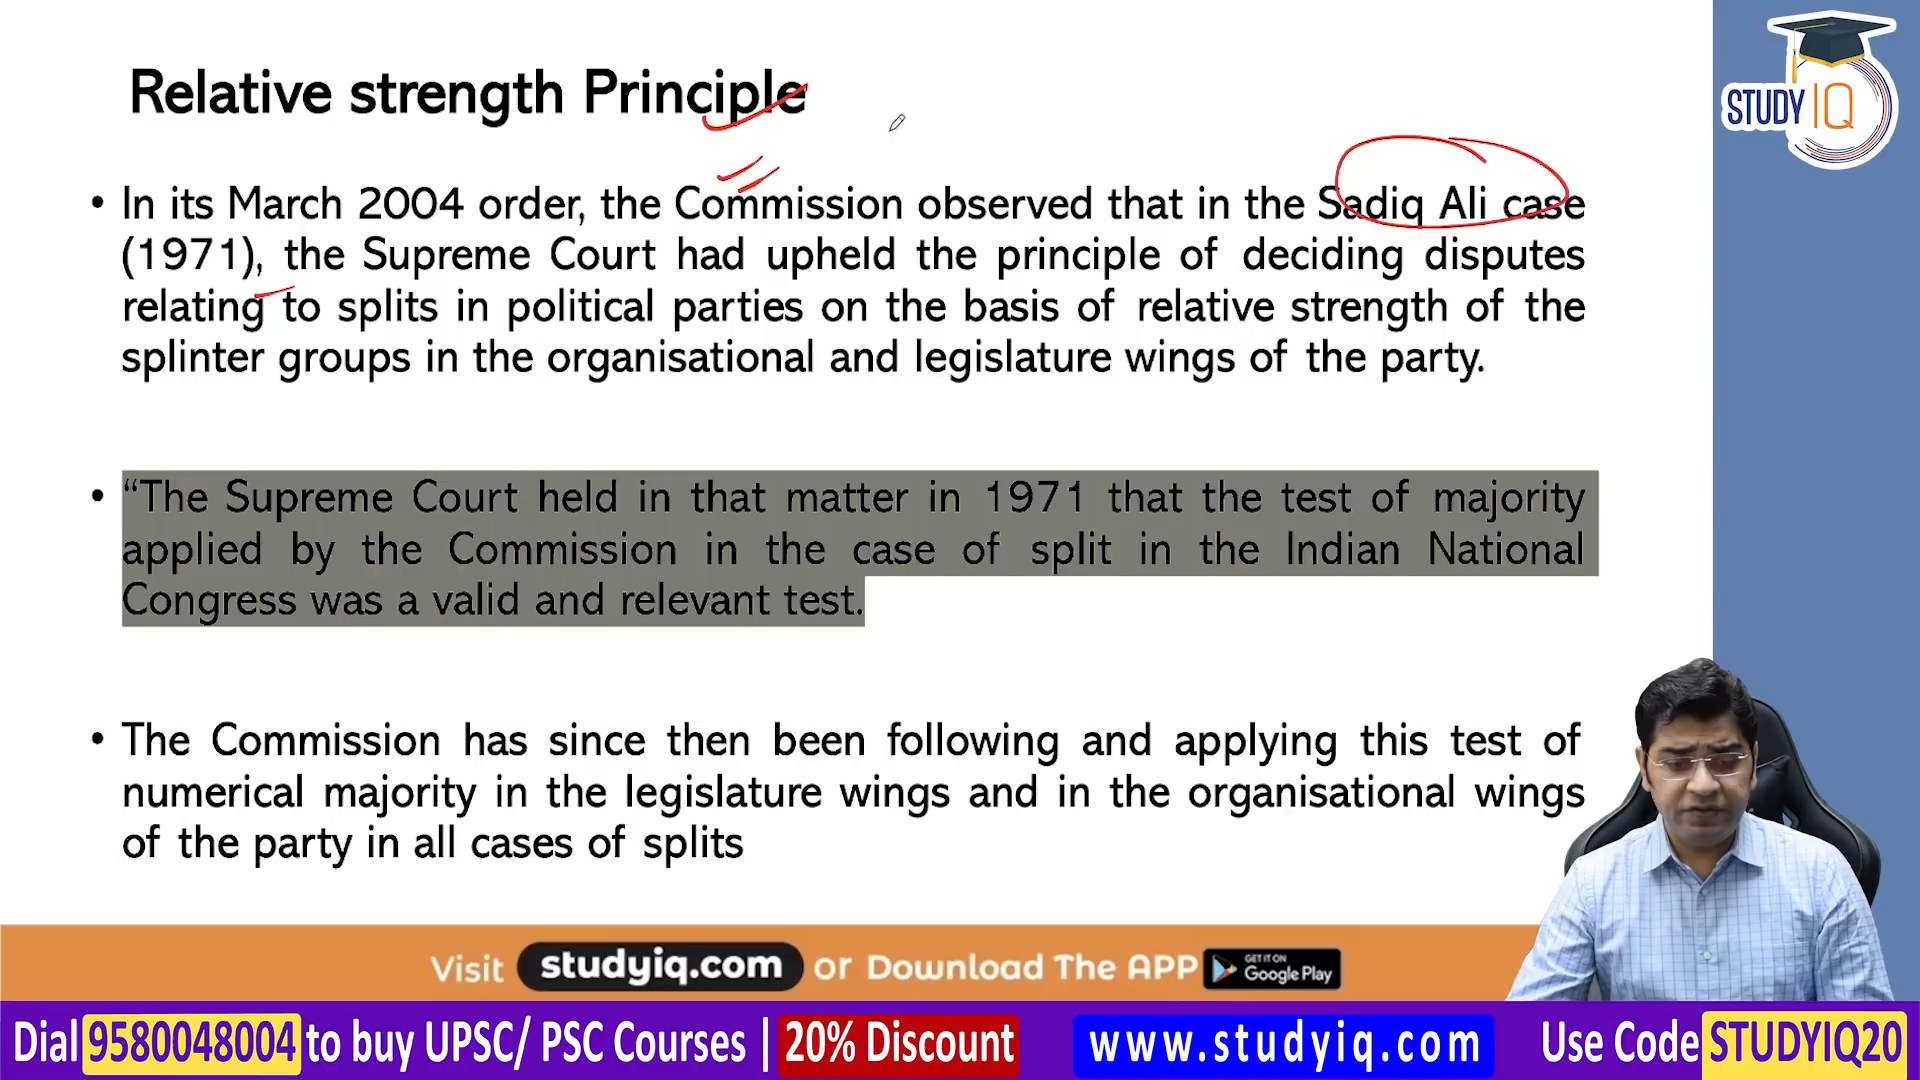 Relative strength Principle
STUDY IQ
• In its March 2004 order, the Commission observed that in the Sadiq Ali case
(1971), the Supreme Court had upheld the principle of deciding disputes
relating to splits in political parties on the basis of relative strength of the
splinter groups in the organisational and legislature wings of the party.
• “The Supreme Court held in that matter in 1971 that the test of majority
applied by the Commission in the case of split in the Indian National
Congress was a valid and relevant test.
• The Commission has since then been following and applying this test of
numerical majority in the legislature wings and in the organisational wings
of the party in all cases of splits
Visit studyiq.com or Download The APP GET IT ON Google Play
Dial 9580048004 to buy UPSC/ PSC Courses | 20% Discount www.studyiq.com Use Code STUDYIQ20